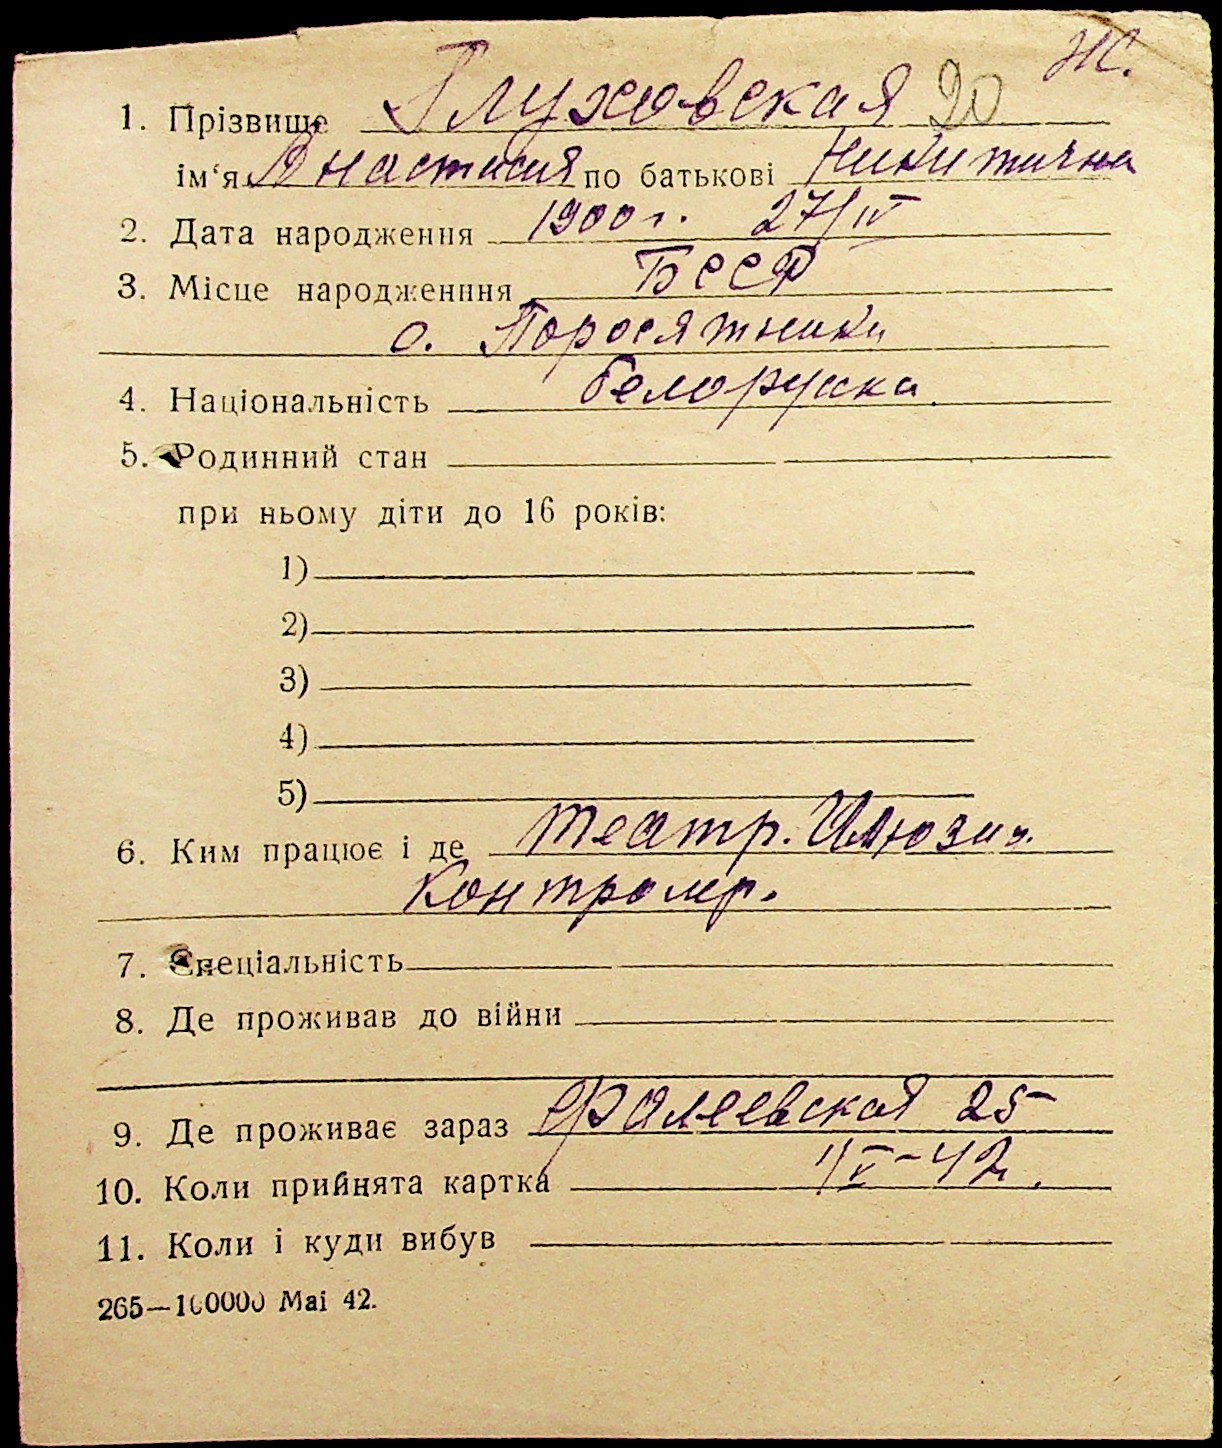 Ж.
1. Прізвище Глуховская 20
ім‘я Анастасия по батькові Никитична
2. Дата народження 1900 г. 27/IV
3. Місце народженння БССР
с. Поросятники
4. Національність белоруска.
5. Родинний стан
при ньому діти до 16 років:
1)
2)
3)
4)
5)
6. Ким працює і де театр.
Контролер.
7. Спеціальність
8. Де проживав до війни
9. Де проживає зараз Фалеевская 25
10. Коли прийнята картка 1/V-42.
11. Коли і куди вибув
265—100000 Mai 42.